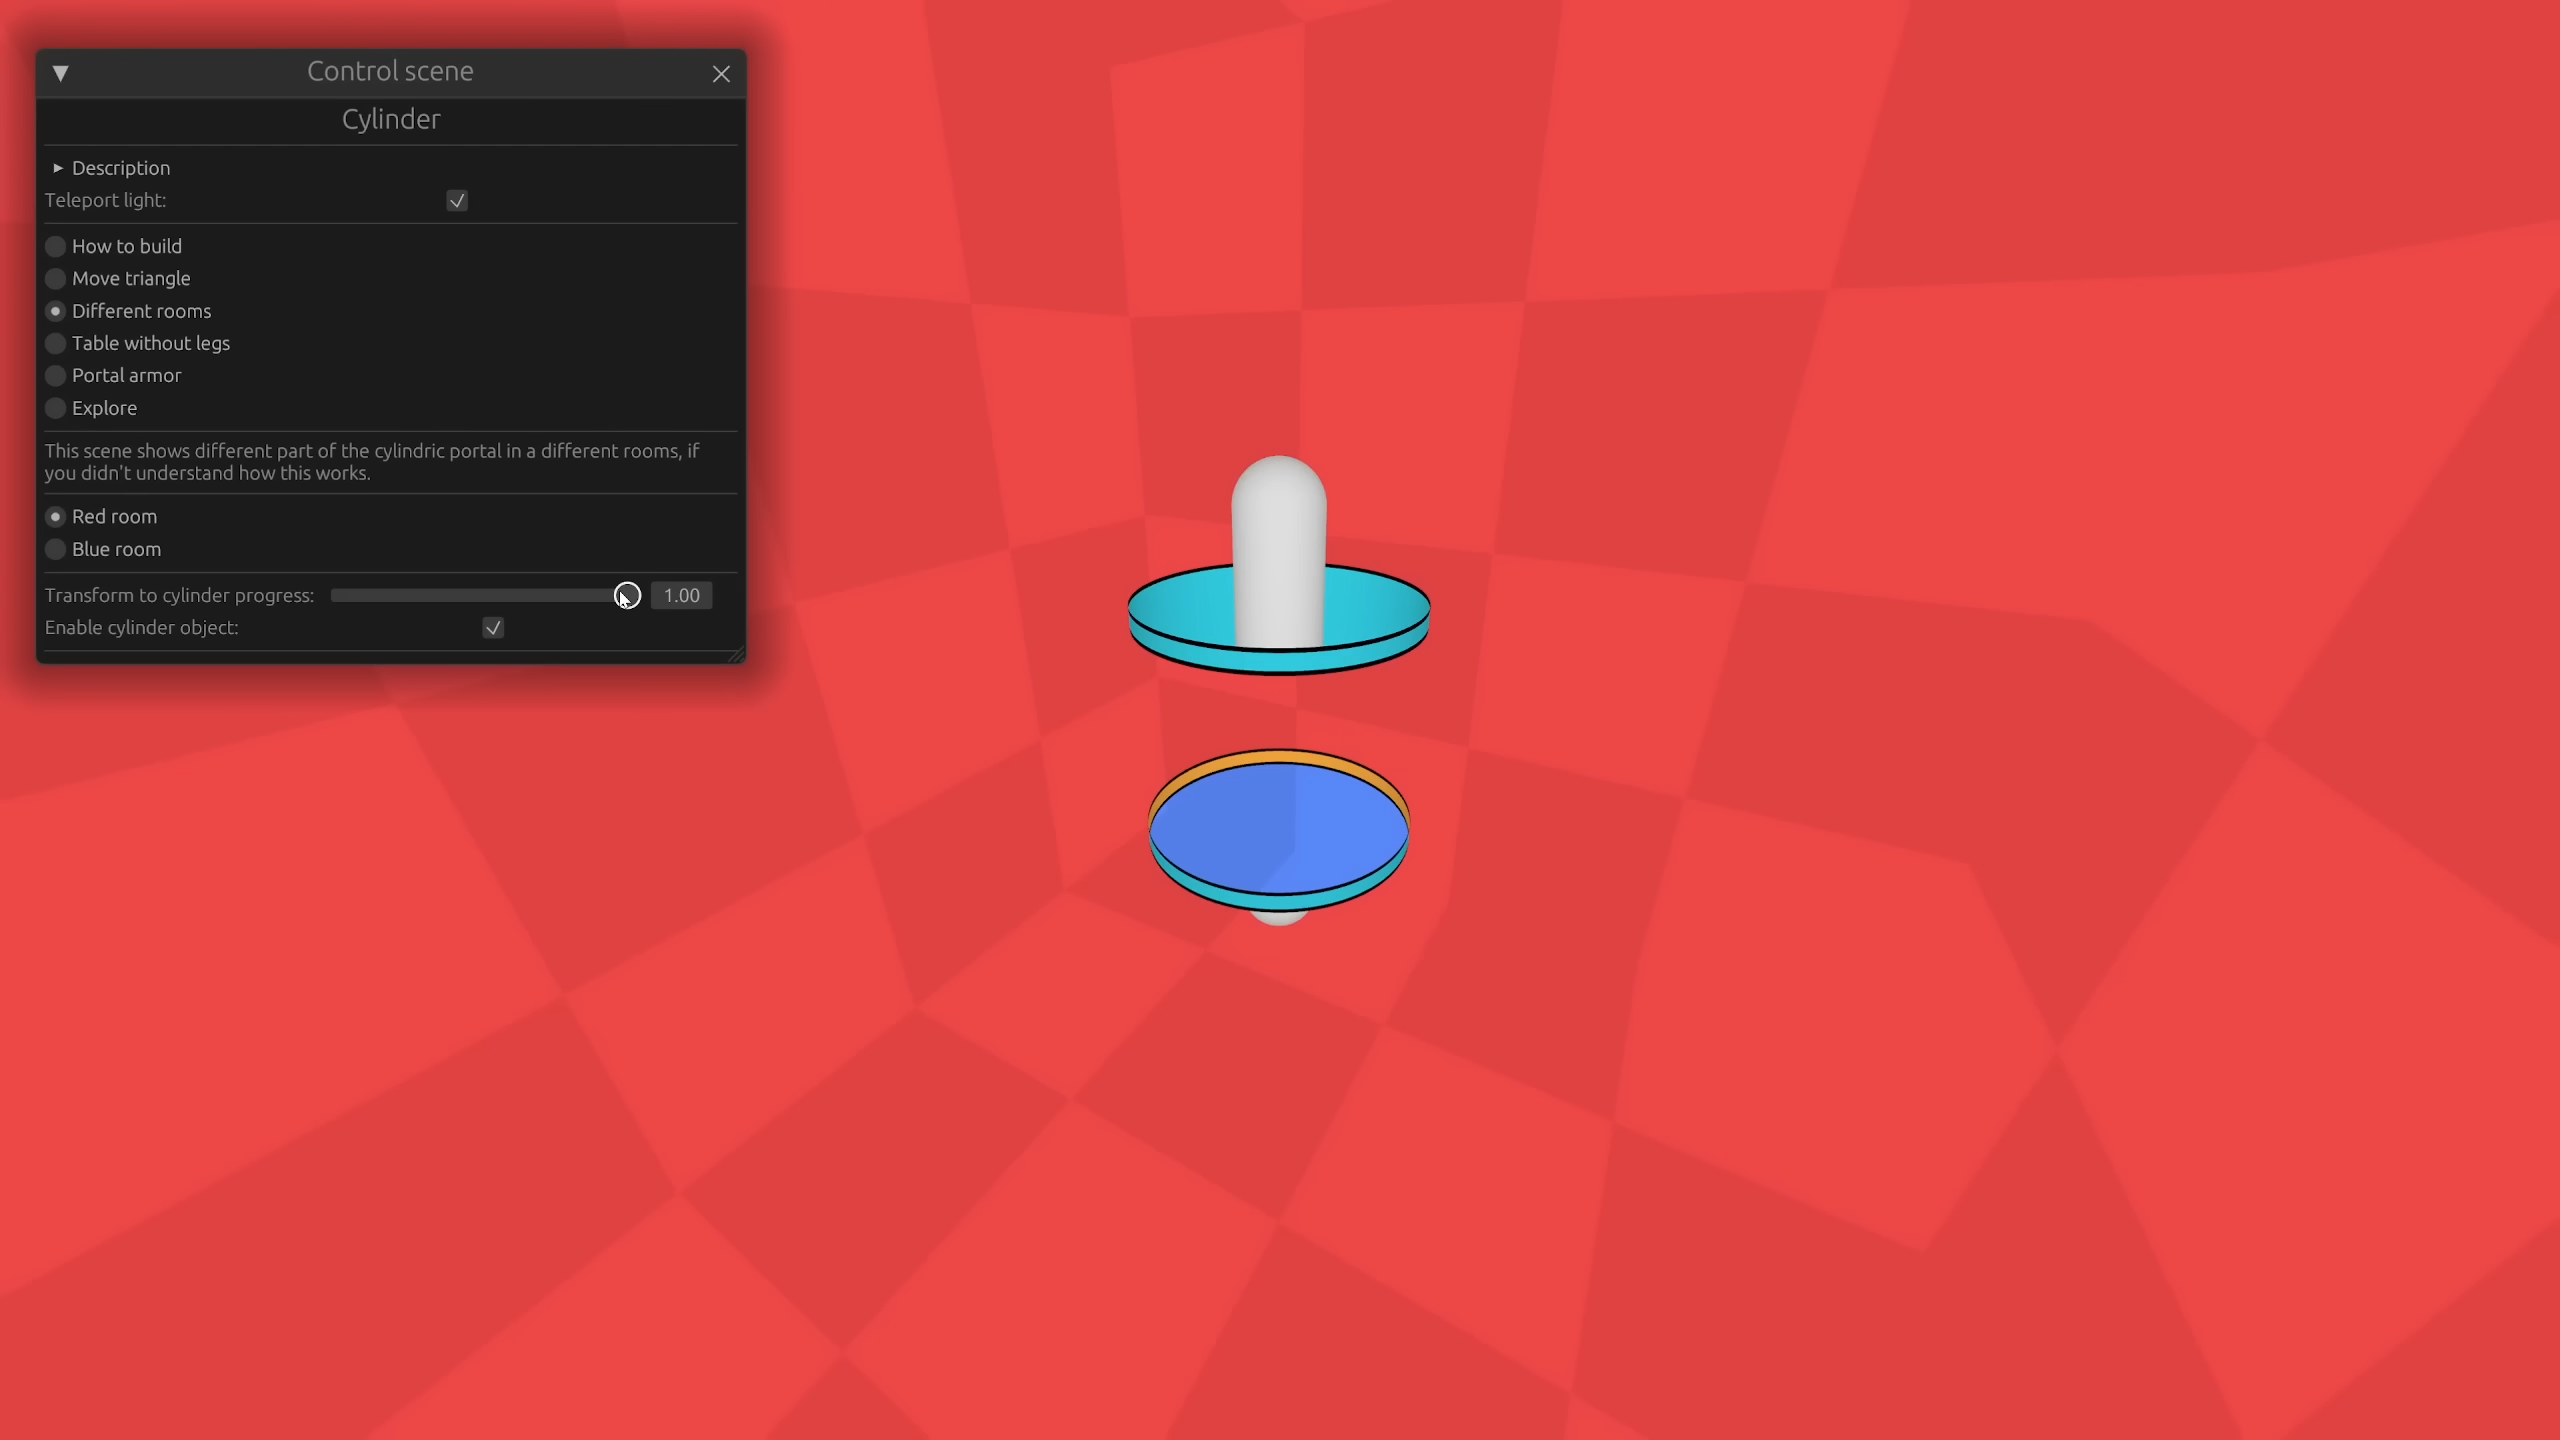 Control scene
Cylinder
Description
Teleport light:
How to build
Move triangle
Different rooms
Table without legs
Portal armor
Explore
This scene shows different part of the cylindric portal in a different rooms, if
you didn't understand how this works.
Red room
Blue room
Transform to cylinder progress: 1.00
Enable cylinder object: